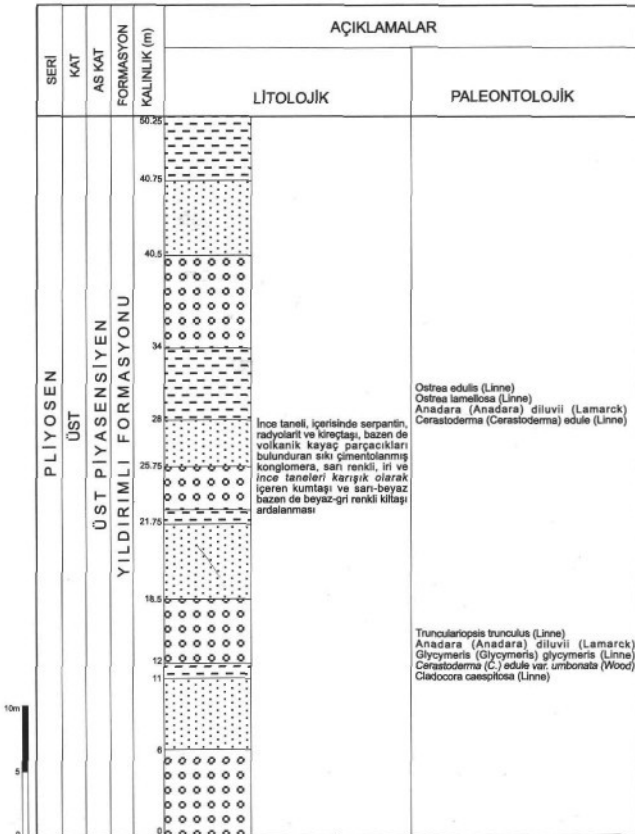 AÇIKLAMALAR
SERİ
KAT
AS KAT
FORMASYON
KALINLIK (m)
LİTOLOJİK
PALEONTOLOJİK
50.25
40.75
40.5
34
28
25.75
21.75
18.5
12
11
6
0
PLİYOSEN
ÜST
ÜST PİYASENSİYEN
YILDIRIMLI FORMASYONU
İnce taneli, içerisinde serpantin,
radyolarit ve kireçtaşı, bazen de
volkanik kayaç parçacıkları
bulunduran sıkı çimentolanmış
konglomera, sarı renkli, iri ve
ince taneleri karışık olarak
içeren kumtaşı ve sarı-beyaz
bazen de beyaz-gri renkli kiltaşı
ardalanması
Ostrea edulis (Linne)
Ostrea lamellosa (Linne)
Anadara (Anadara) diluvii (Lamarck)
Cerastoderma (Cerastoderma) edule (Linne)
Trunculariopsis trunculus (Linne)
Anadara (Anadara) diluvii (Lamarck)
Glycymeris (Glycymeris) glycymeris (Linne)
Cerastoderma (C.) edule var. umbonata (Wood)
Cladocora caespitosa (Linne)
10m
5
0